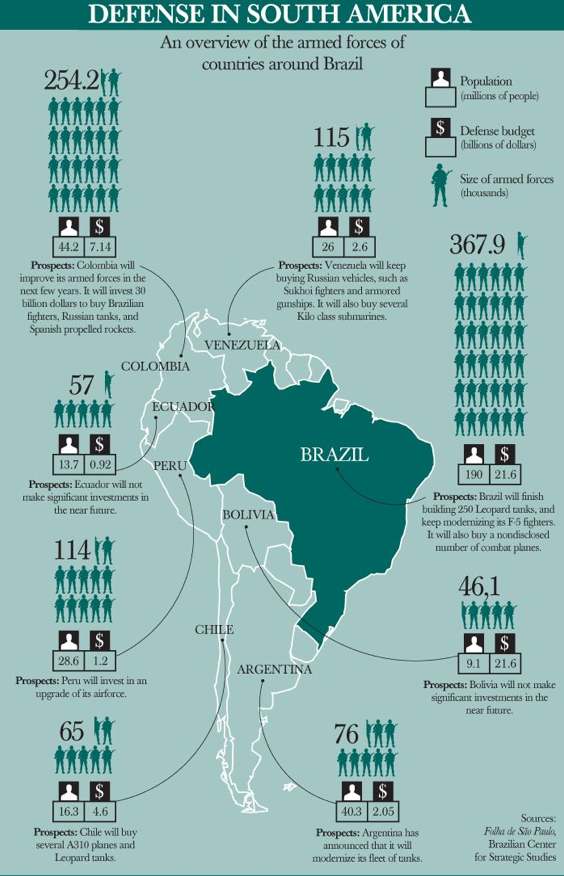 DEFENSE IN SOUTH AMERICA
An overview of the armed forces of
countries around Brazil
Population
(millions of people)
$
Defense budget
(billions of dollars)
Size of armed forces
(thousands)
254.2
$
44.2 7.14
Prospects: Colombia will
improve its armed forces in the
next few years. It will invest 30
billion dollars to buy Brazilian
fighters, Russian tanks, and
Spanish propelled rockets.
115
$
26 2.6
Prospects: Venezuela will keep
buying Russian vehicles, such as
Sukhoi fighters and armored
gunships. It will also buy several
Kilo class submarines.
367.9
$
190 21.6
Prospects: Brazil will finish
building 250 Leopard tanks, and
keep modernizing its F-5 fighters.
It will also buy a nondisclosed
number of combat planes.
57
$
13.7 0.92
Prospects: Ecuador will not
make significant investments in
the near future.
VENEZUELA
COLOMBIA
ECUADOR
BRAZIL
PERU
BOLIVIA
CHILE
ARGENTINA
114
$
28.6 1.2
Prospects: Peru will invest in an
upgrade of its airforce.
46,1
$
9.1 21.6
Prospects: Bolivia will not make
significant investments in the
near future.
65
$
16.3 4.6
Prospects: Chile will buy
several A310 planes and
Leopard tanks.
76
$
40.3 2.05
Prospects: Argentina has
announced that it will
modernize its fleet of tanks.
Sources:
Folha de São Paulo,
Brazilian Center
for Strategic Studies